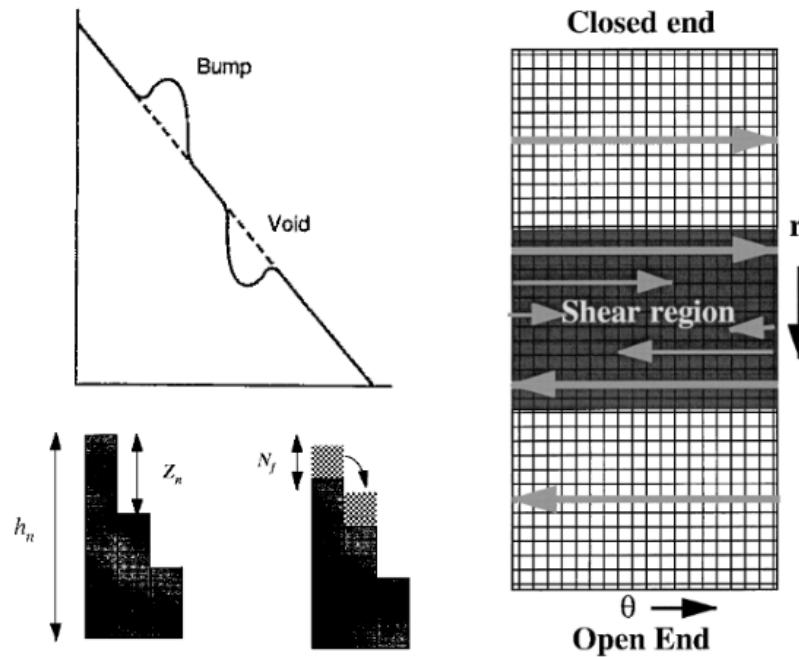 Bump
Void
h_n
Z_n
N_f
Closed end
r
Shear region
θ
Open End